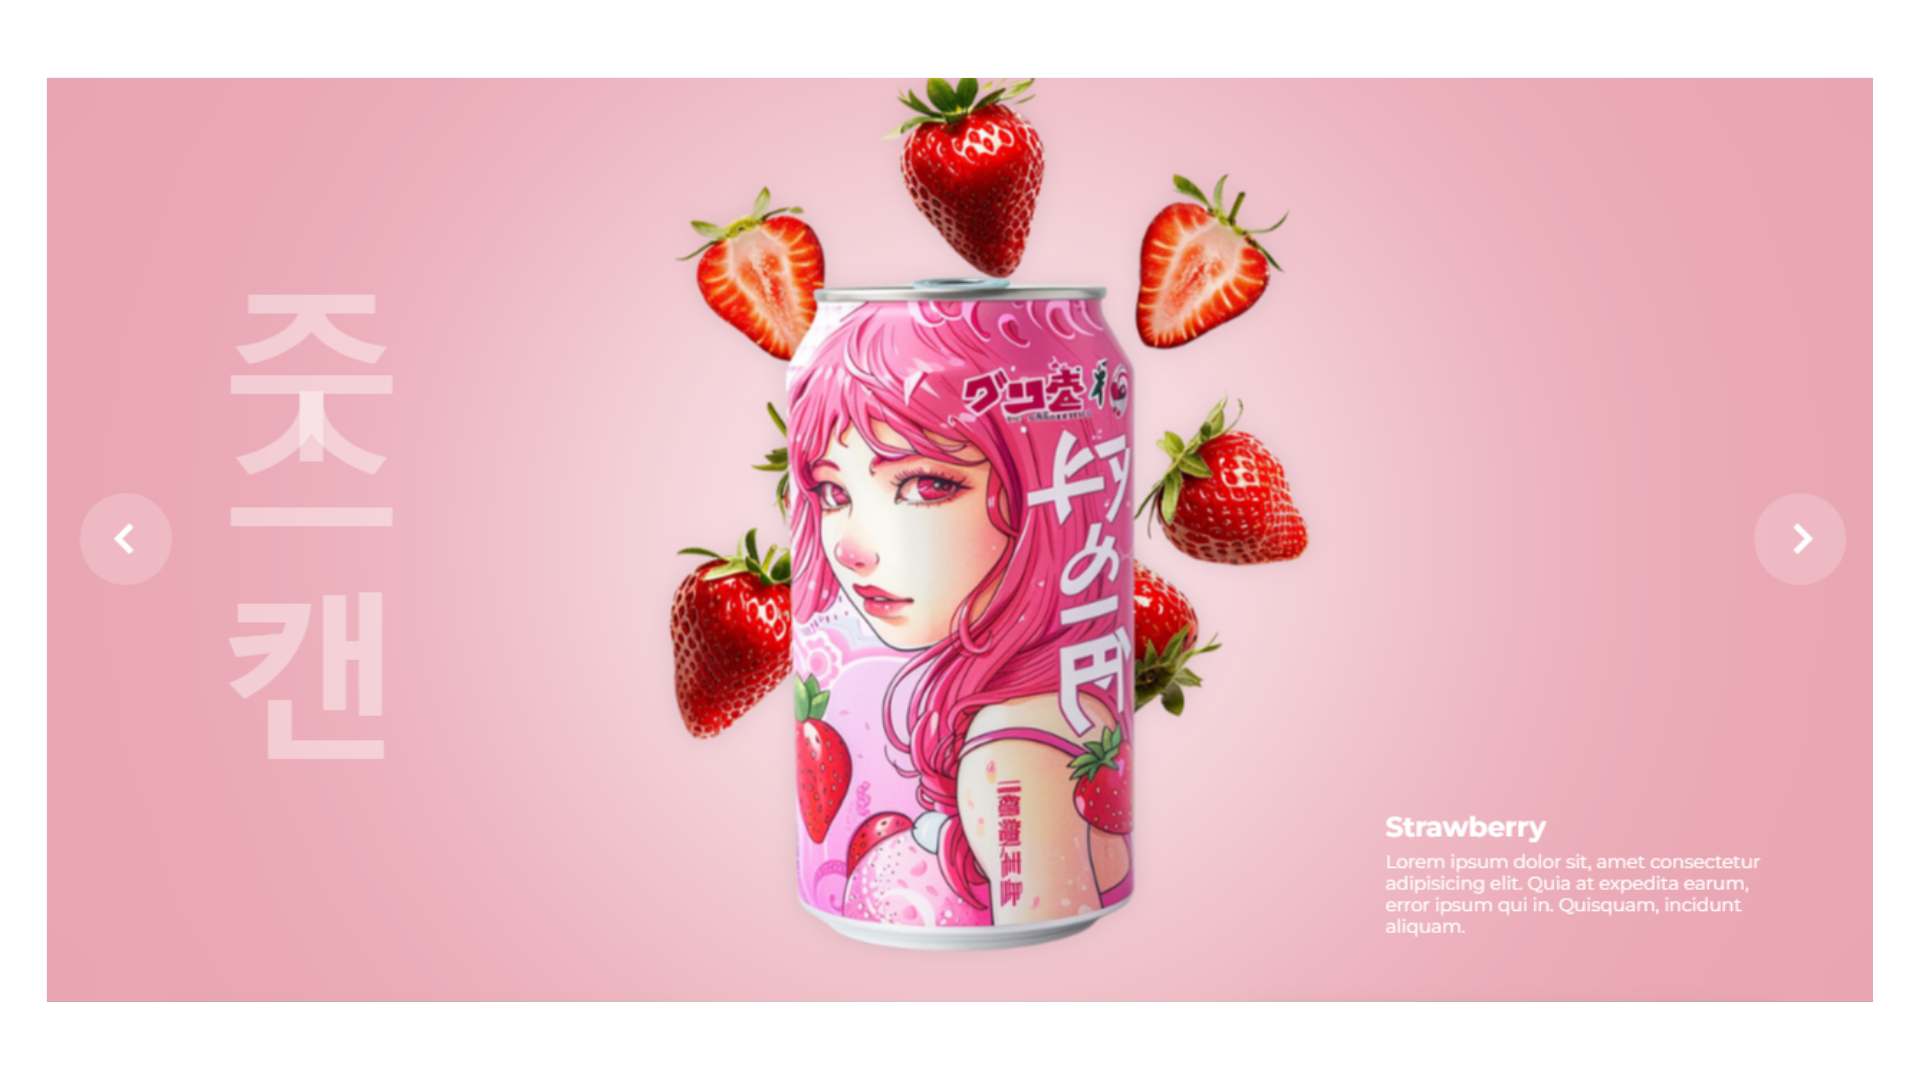 주
스
캔
Strawberry
Lorem ipsum dolor sit, amet consectetur
adipisicing elit. Quia at expedita earum,
error ipsum qui in. Quisquam, incidunt
aliquam.